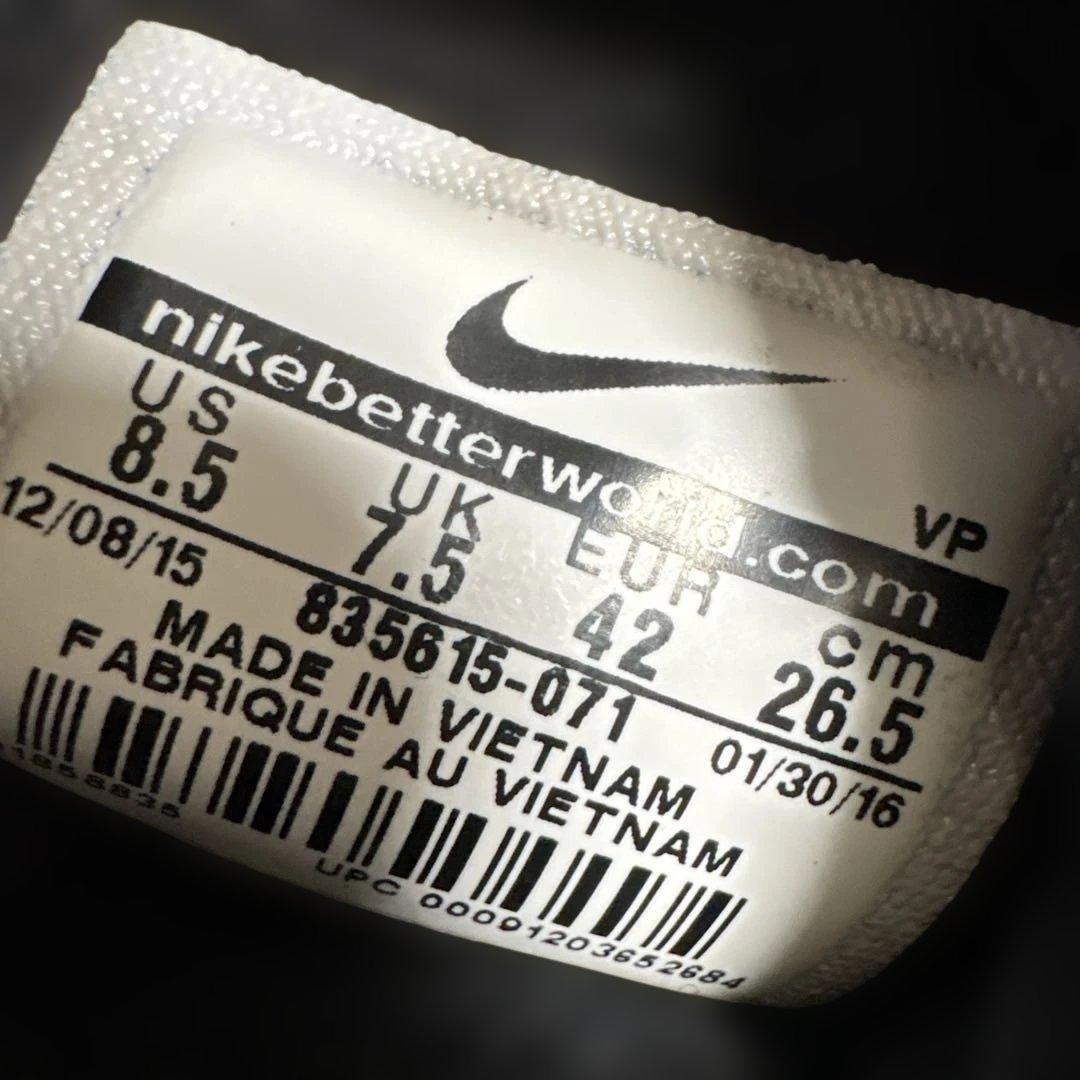 VP
nikebetterworld.com
US UK EUR cm
8.5 7.5 42 26.5
12/08/15 835615-071 01/30/16
MADE IN VIETNAM
FABRIQUE AU VIETNAM
UPC 00091203652684